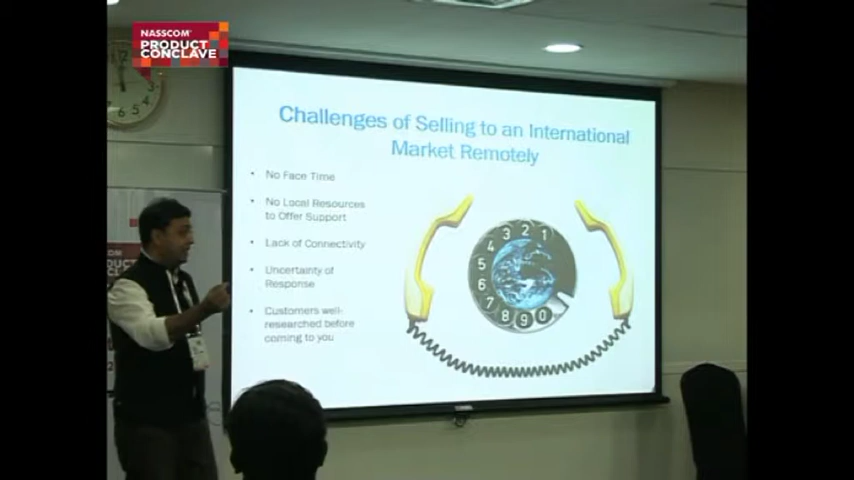 NASSCOM®
PRODUCT
CONCLAVE
Challenges of Selling to an International
Market Remotely
• No Face Time
• No Local Resources
to Offer Support
• Lack of Connectivity
• Uncertainty of
Response
• Customers well-
researched before
coming to you
1
2
3
4
5
6
7
8
9
0